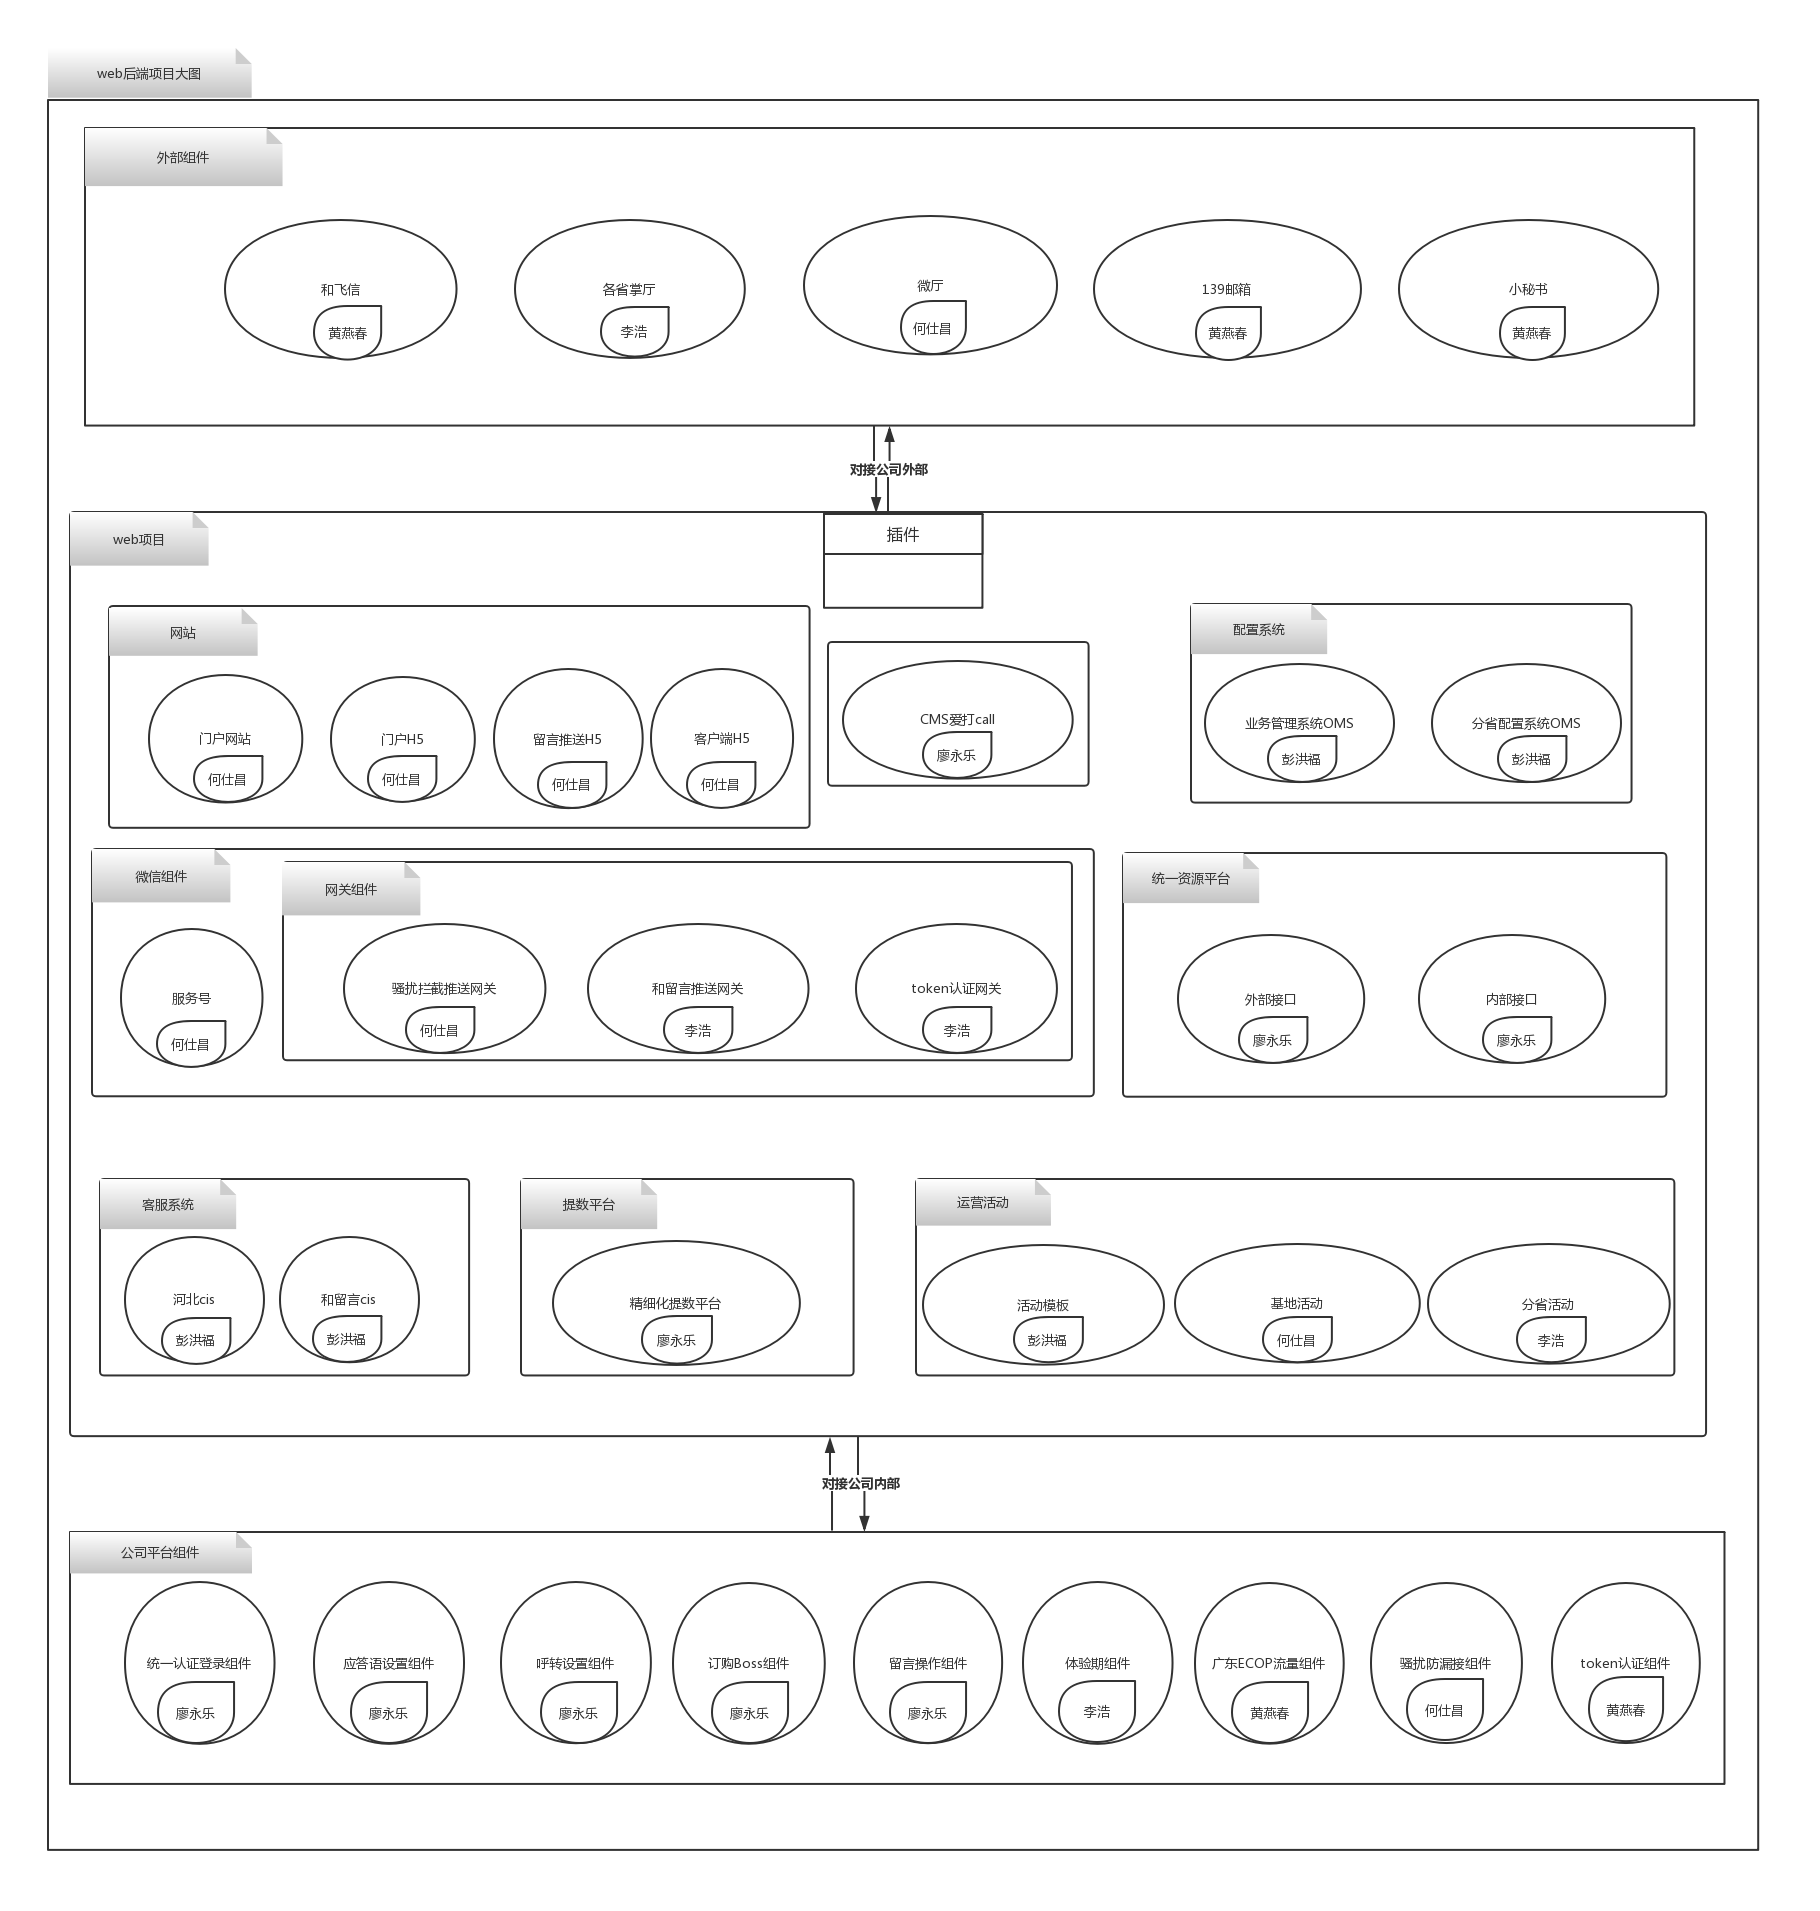 web后端项目大图
外部组件
和飞信
黄燕春
各省掌厅
李浩
微厅
何仕昌
139邮箱
黄燕春
小秘书
黄燕春
对接公司外部
web项目
插件
网站
门户网站
何仕昌
门户H5
何仕昌
留言推送H5
何仕昌
客户端H5
何仕昌
CMS爱打call
廖永乐
配置系统
业务管理系统OMS
彭洪福
分省配置系统OMS
彭洪福
微信组件
服务号
何仕昌
网关组件
骚扰拦截推送网关
何仕昌
和留言推送网关
李浩
token认证网关
李浩
统一资源平台
外部接口
廖永乐
内部接口
廖永乐
客服系统
河北cis
彭洪福
和留言cis
彭洪福
提数平台
精细化提数平台
廖永乐
运营活动
活动模板
彭洪福
基地活动
何仕昌
分省活动
李浩
对接公司内部
公司平台组件
统一认证登录组件
廖永乐
应答语设置组件
廖永乐
呼转设置组件
廖永乐
订购Boss组件
廖永乐
留言操作组件
廖永乐
体验期组件
李浩
广东ECOP流量组件
黄燕春
骚扰防漏接组件
何仕昌
token认证组件
黄燕春